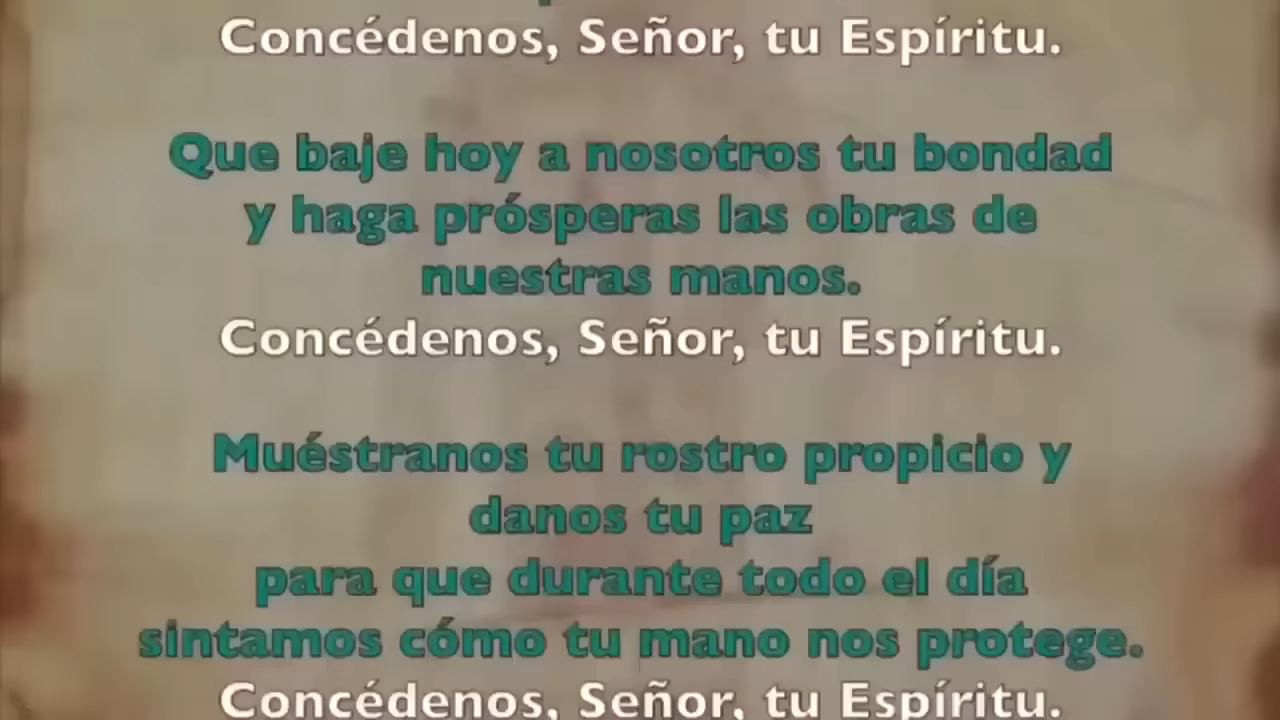 Concédenos, Señor, tu Espíritu.
Que baje hoy a nosotros tu bondad
y haga prósperas las obras de
nuestras manos.
Concédenos, Señor, tu Espíritu.
Muéstranos tu rostro propicio y
danos tu paz
para que durante todo el día
sintamos cómo tu mano nos protege.
Concédenos, Señor, tu Espíritu.